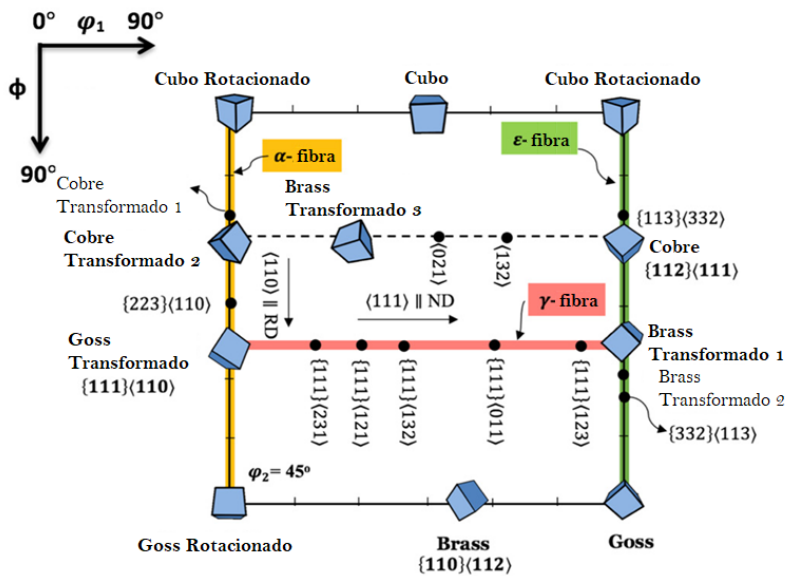 0° φ₁ 90°
Φ
90°
Cubo Rotacionado
Cubo
Cubo Rotacionado
α- fibra
ε- fibra
Cobre
Transformado 1
Brass
Transformado 3
{113}⟨332⟩
Cobre
Transformado 2
⟨021⟩
⟨132⟩
Cobre
{112}⟨111⟩
⟨110⟩ ∥ RD
{223}⟨110⟩
⟨111⟩ ∥ ND
γ- fibra
Goss
Transformado
{111}⟨110⟩
Brass
Transformado 1
Brass
Transformado 2
{111}⟨231⟩
{111}⟨121⟩
{111}⟨132⟩
{111}⟨011⟩
{111}⟨123⟩
{332}⟨113⟩
φ₂= 45º
Goss Rotacionado
Brass
{110}⟨112⟩
Goss